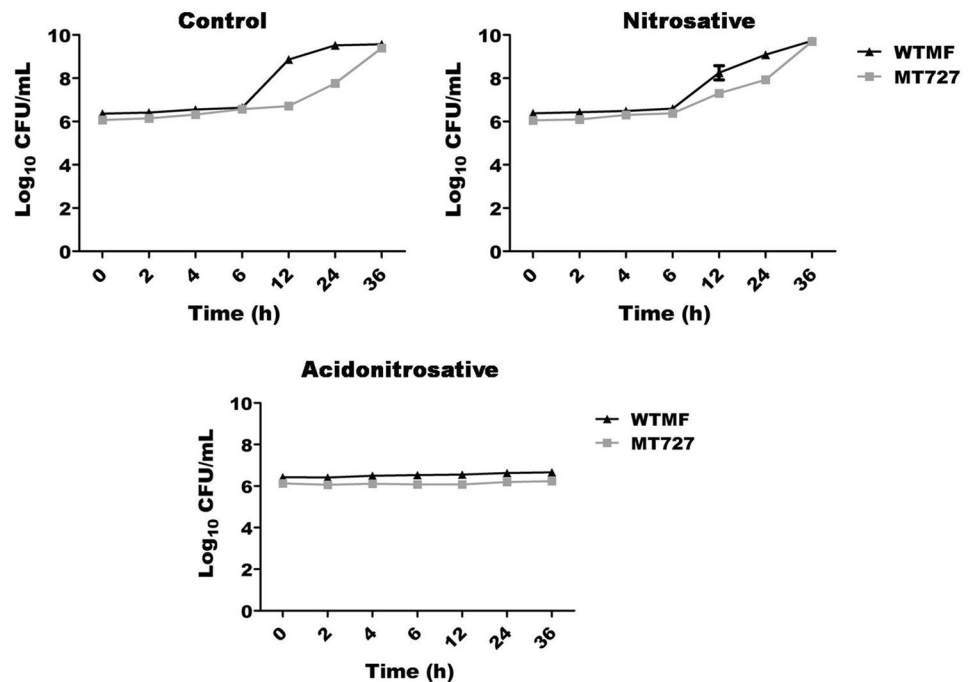 Control
Log10 CFU/mL
10
8
6
4
2
0
0 2 4 6 12 24 36
Time (h)
Nitrosative
Log10 CFU/mL
10
8
6
4
2
0
0 2 4 6 12 24 36
Time (h)
WTMF
MT727
Acidonitrosative
Log10 CFU/mL
10
8
6
4
2
0
0 2 4 6 12 24 36
Time (h)
WTMF
MT727